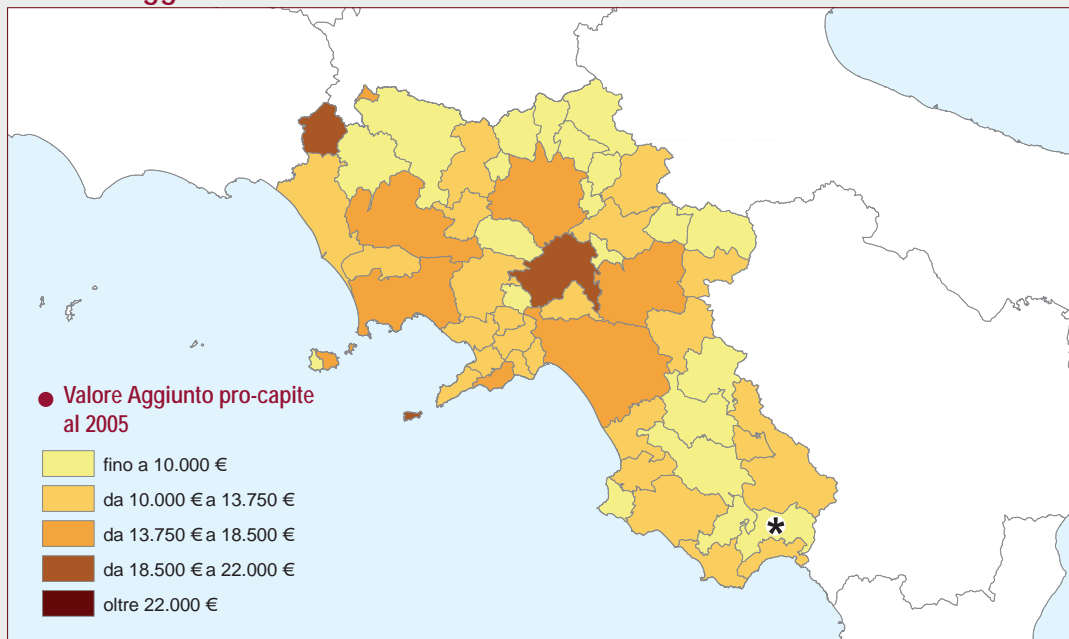 Valore Aggiunto pro-capite
al 2005
fino a 10.000 €
da 10.000 € a 13.750 €
da 13.750 € a 18.500 €
da 18.500 € a 22.000 €
oltre 22.000 €
*